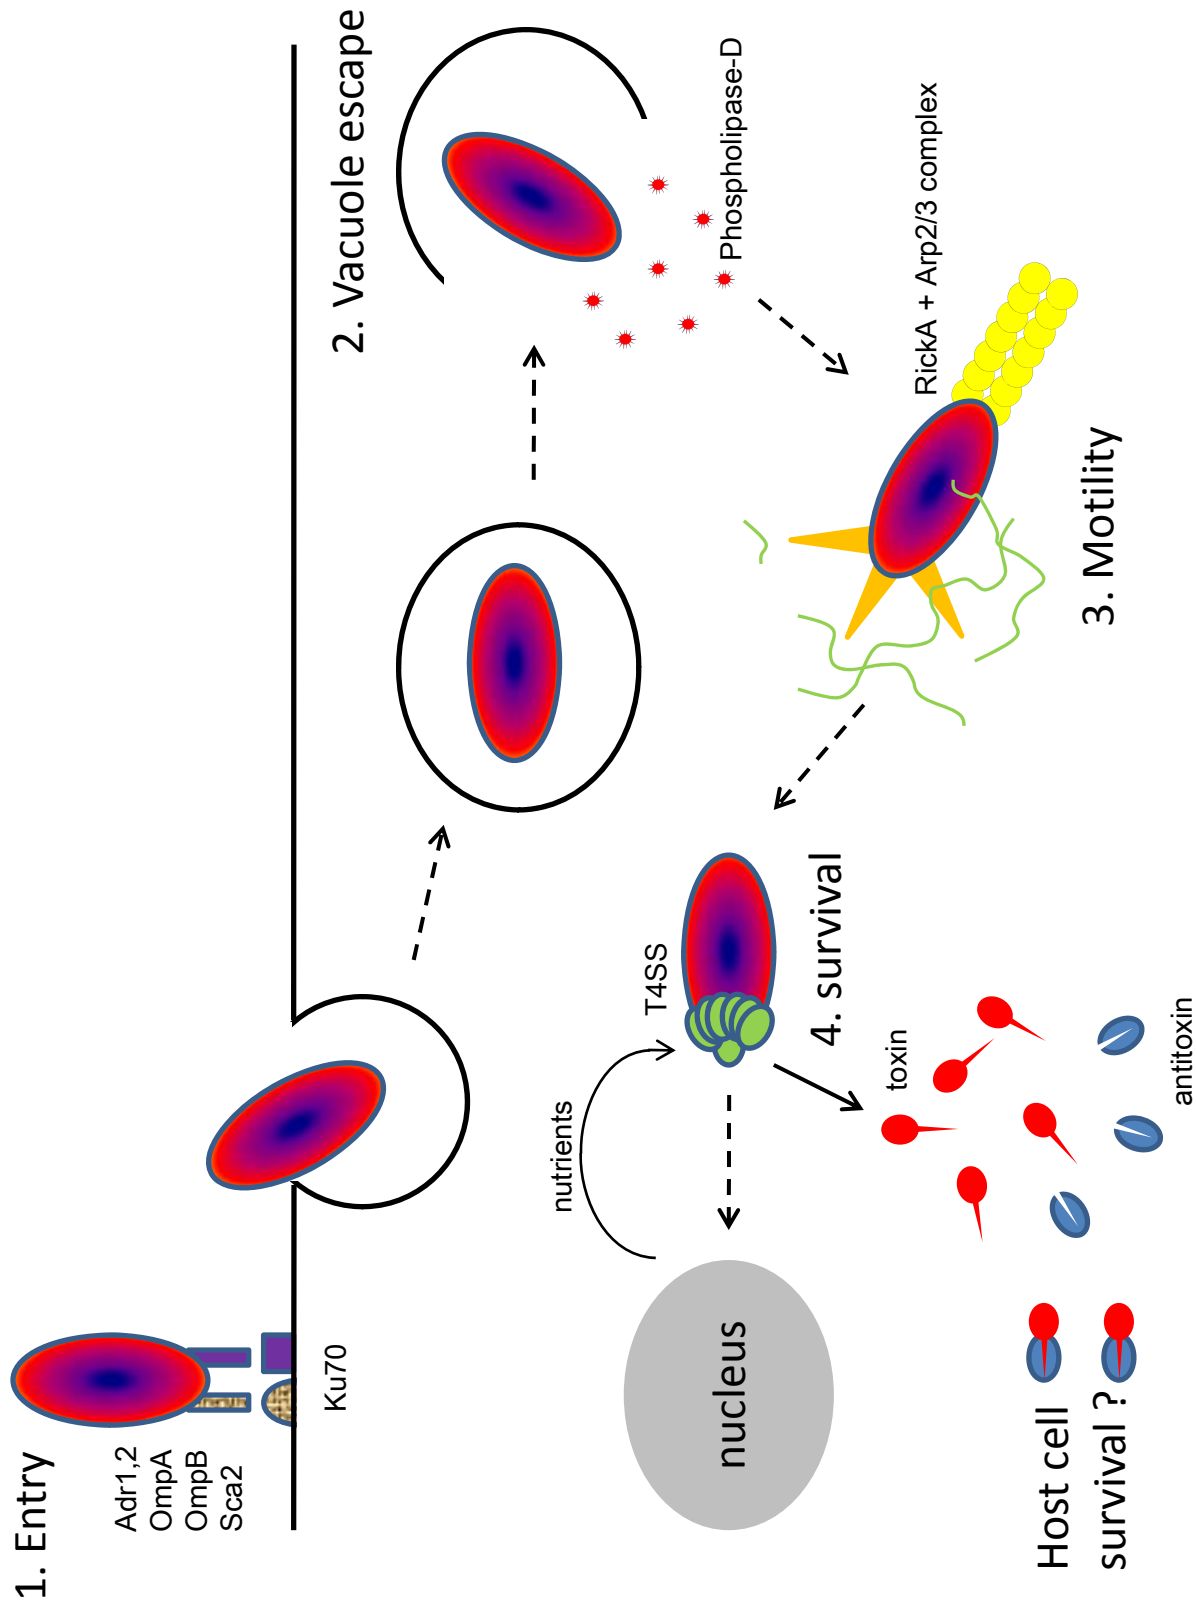 1. Entry
Adr1,2
OmpA
OmpB
Sca2
Ku70
2. Vacuole escape
Phospholipase-D
RickA + Arp2/3 complex
3. Motility
T4SS
4. survival
nutrients
nucleus
toxin
antitoxin
Host cell
survival ?